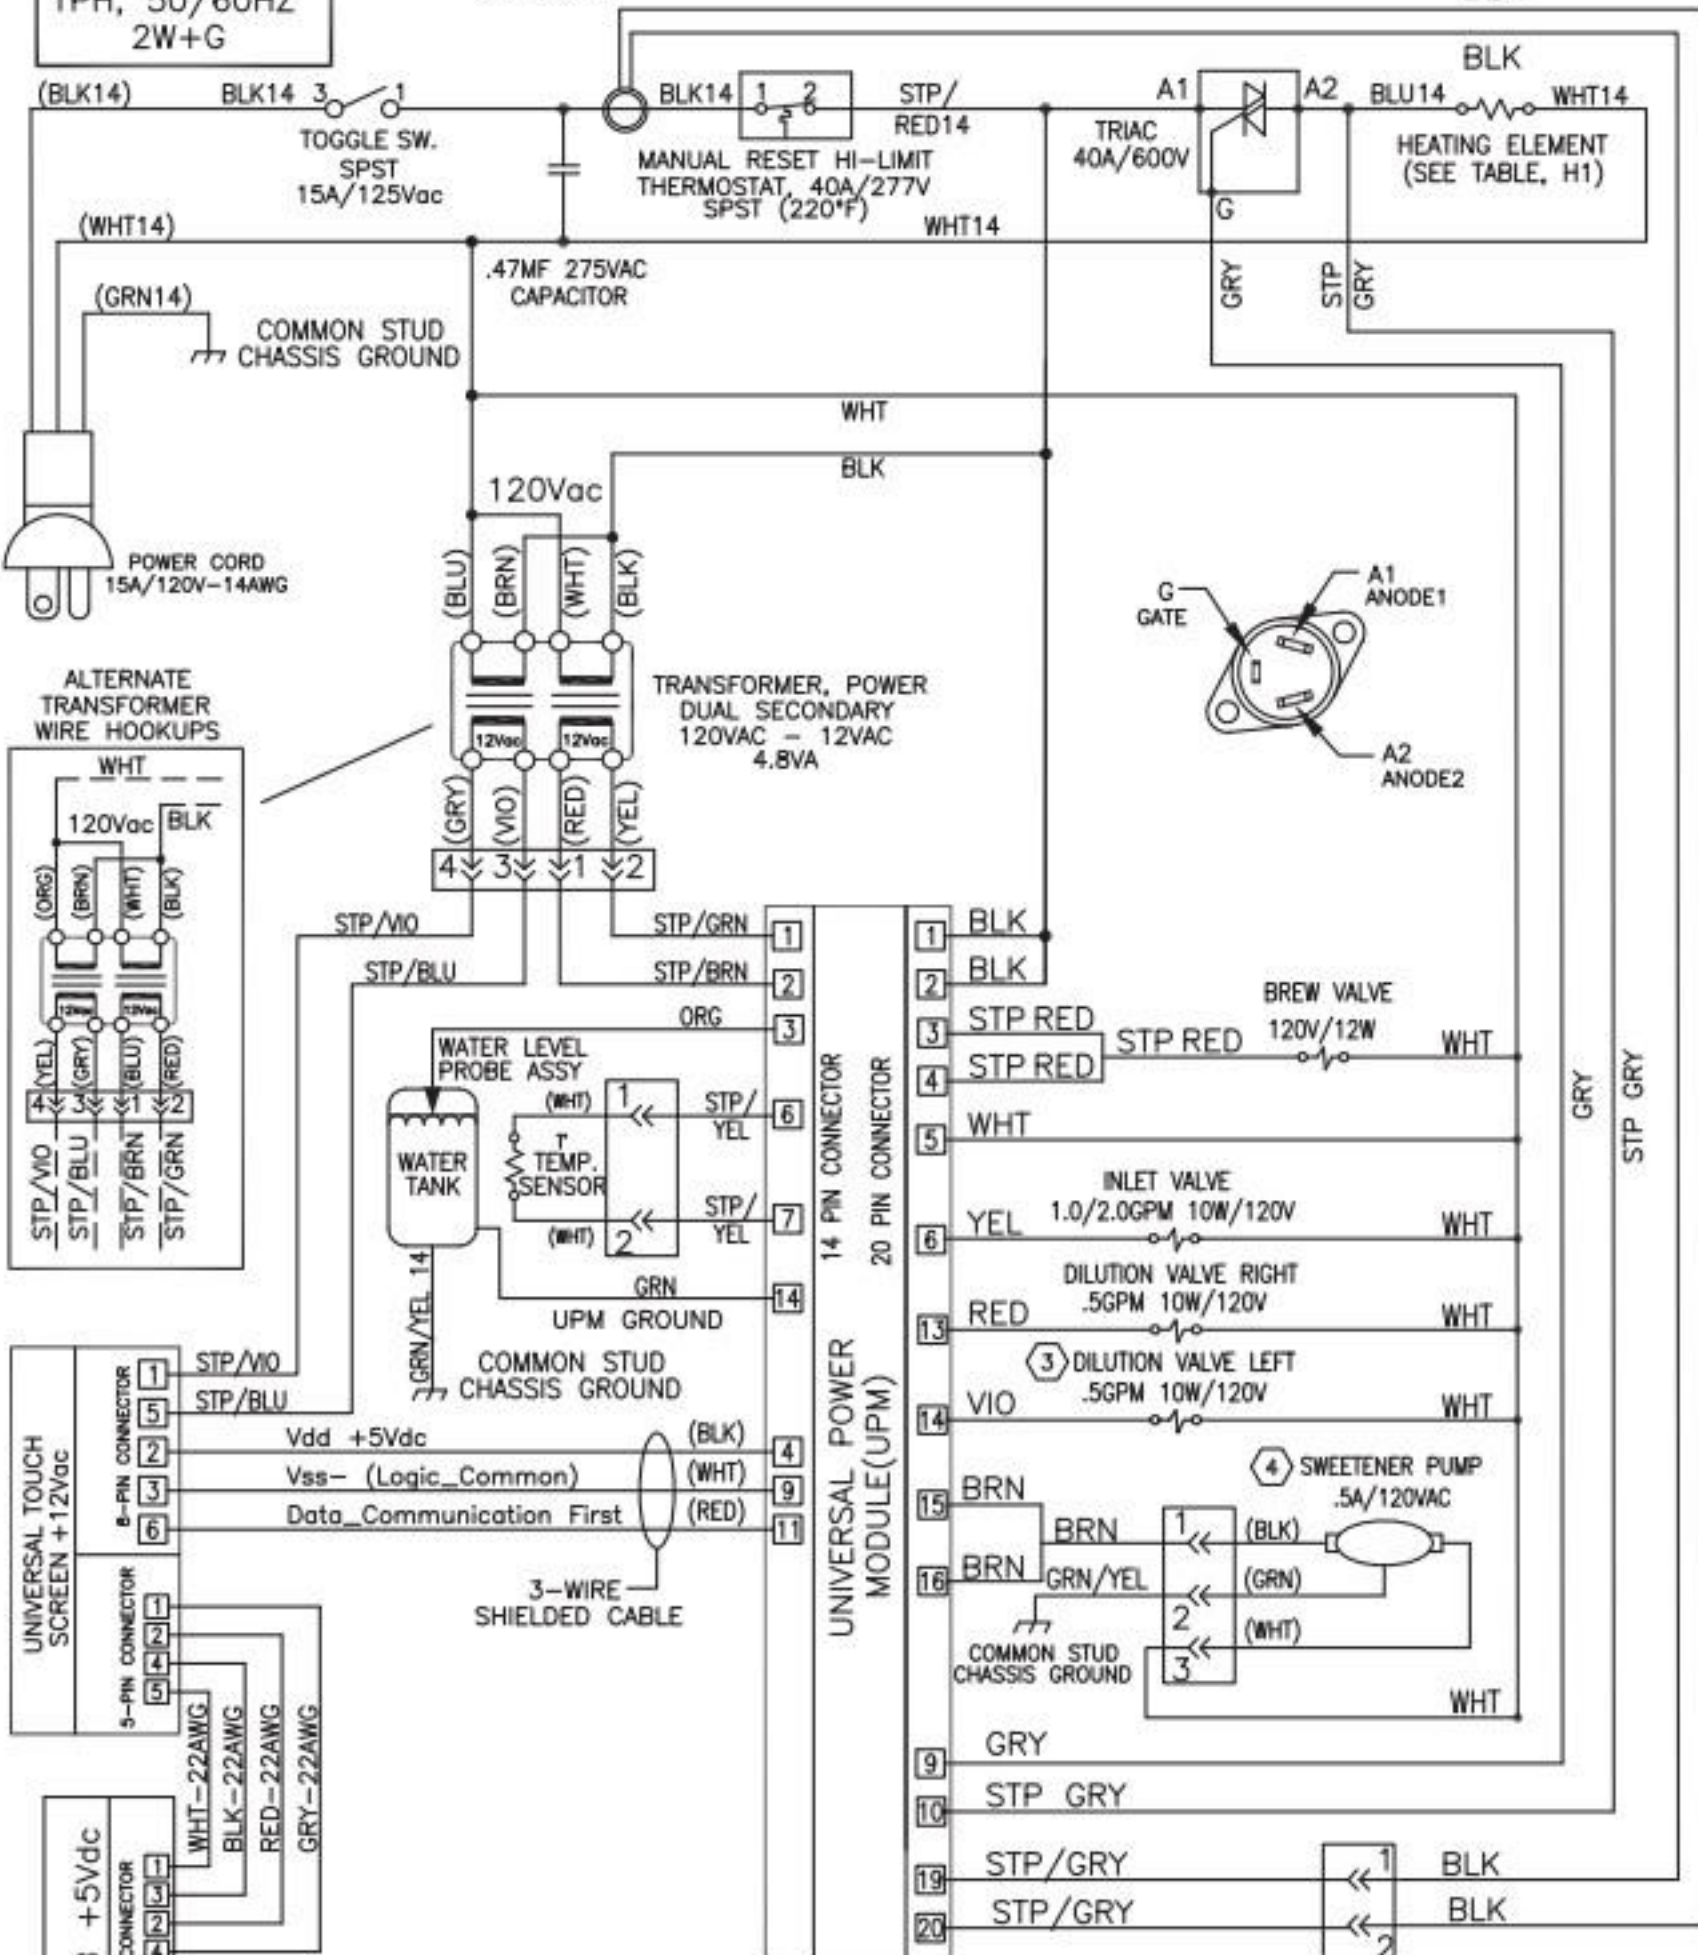 1PH, 50/60HZ
2W+G
(BLK14)
BLK14
3
1
TOGGLE SW.
SPST
15A/125Vac
BLK14
1
2
STP/
RED14
MANUAL RESET HI-LIMIT
THERMOSTAT, 40A/277V
SPST (220°F)
A1
A2
TRIAC
40A/600V
G
BLK
BLU14
WHT14
HEATING ELEMENT
(SEE TABLE, H1)
(WHT14)
WHT14
.47MF 275VAC
CAPACITOR
(GRN14)
COMMON STUD
CHASSIS GROUND
GRY
STP
GRY
WHT
BLK
120Vac
POWER CORD
15A/120V-14AWG
(BLU)
(BRN)
(WHT)
(BLK)
12Vac
12Vac
TRANSFORMER, POWER
DUAL SECONDARY
120VAC - 12VAC
4.8VA
(GRY)
(VIO)
(RED)
(YEL)
4
3
1
2
G
GATE
A1
ANODE1
A2
ANODE2
ALTERNATE
TRANSFORMER
WIRE HOOKUPS
WHT
120Vac
BLK
(ORG)
(BRN)
(WHT)
(BLK)
12Vac
12Vac
(YEL)
(GRY)
(BLU)
(RED)
4
3
1
2
STP/VIO
STP/BLU
STP/BRN
STP/GRN
STP/VIO
STP/GRN
1
STP/BLU
STP/BRN
2
ORG
3
WATER LEVEL
PROBE ASSY
WATER
TANK
(WHT)
1
STP/
YEL
6
T°
TEMP.
SENSOR
(WHT)
2
STP/
YEL
7
GRN
14
UPM GROUND
GRN/YEL 14
COMMON STUD
CHASSIS GROUND
14 PIN CONNECTOR
20 PIN CONNECTOR
UNIVERSAL POWER
MODULE(UPM)
1
BLK
2
BLK
3
STP RED
4
STP RED
STP RED
BREW VALVE
120V/12W
WHT
5
WHT
INLET VALVE
1.0/2.0GPM 10W/120V
6
YEL
WHT
DILUTION VALVE RIGHT
.5GPM 10W/120V
13
RED
WHT
3
DILUTION VALVE LEFT
.5GPM 10W/120V
14
VIO
WHT
4
SWEETENER PUMP
.5A/120VAC
15
BRN
16
BRN
BRN
1
(BLK)
GRN/YEL
2
(GRN)
3
(WHT)
COMMON STUD
CHASSIS GROUND
WHT
9
GRY
10
STP GRY
19
STP/GRY
1
BLK
20
STP/GRY
2
BLK
GRY
STP GRY
UNIVERSAL TOUCH
SCREEN +12Vac
8-PIN CONNECTOR
1
STP/VIO
5
STP/BLU
2
Vdd +5Vdc
(BLK)
4
3
Vss- (Logic_Common)
(WHT)
9
6
Data_Communication First
(RED)
11
3-WIRE
SHIELDED CABLE
5-PIN CONNECTOR
1
2
4
5
WHT-22AWG
BLK-22AWG
RED-22AWG
GRY-22AWG
+5Vdc
CONNECTOR
1
3
2
4